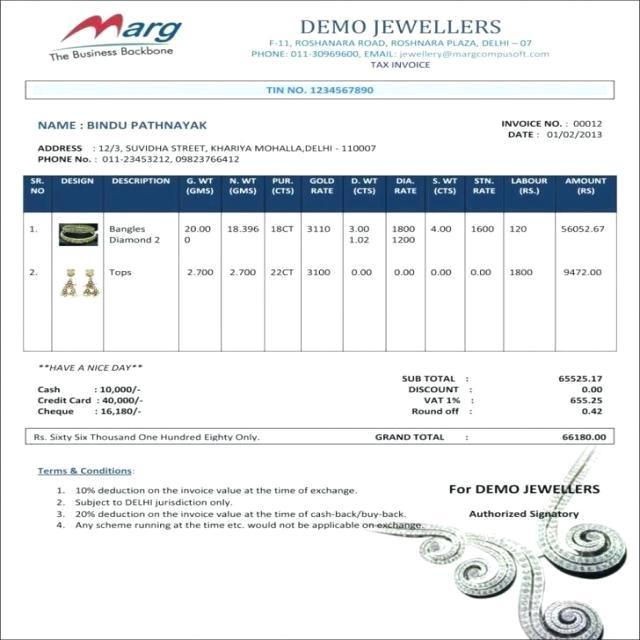 Marg
The Business Backbone
DEMO JEWELLERS
F-11, ROSHANARA ROAD, ROSHNARA PLAZA, DELHI - 07
PHONE: 011-30969600, EMAIL: jewellery@margcompusoft.com
TAX INVOICE
TIN NO. 1234567890
NAME : BINDU PATHNAYAK
INVOICE NO. : 00012
DATE : 01/02/2013
ADDRESS : 12/3, SUVIDHA STREET, KHARIYA MOHALLA,DELHI - 110007
PHONE No. : 011-23453212, 09823766412
SR. NO DESIGN DESCRIPTION G. WT (GMS) N. WT (GMS) PUR. (CTS) GOLD RATE D. WT (CTS) DIA. RATE S. WT (CTS) STN. RATE LABOUR (RS.) AMOUNT (RS)
1. Bangles 20.00 18.396 18CT 3110 3.00 1800 4.00 1600 120 56052.67
Diamond 2 0 1.02 1200
2. Tops 2.700 2.700 22CT 3100 0.00 0.00 0.00 0.00 1800 9472.00
**HAVE A NICE DAY**
Cash : 10,000/-
Credit Card : 40,000/-
Cheque : 16,180/-
SUB TOTAL : 65525.17
DISCOUNT : 0.00
VAT 1% : 655.25
Round off : 0.42
Rs. Sixty Six Thousand One Hundred Eighty Only. GRAND TOTAL : 66180.00
Terms & Conditions:
1. 10% deduction on the invoice value at the time of exchange.
2. Subject to DELHI jurisdiction only.
3. 20% deduction on the invoice value at the time of cash-back/buy-back.
4. Any scheme running at the time etc. would not be applicable on exchange.
For DEMO JEWELLERS
Authorized Signatory